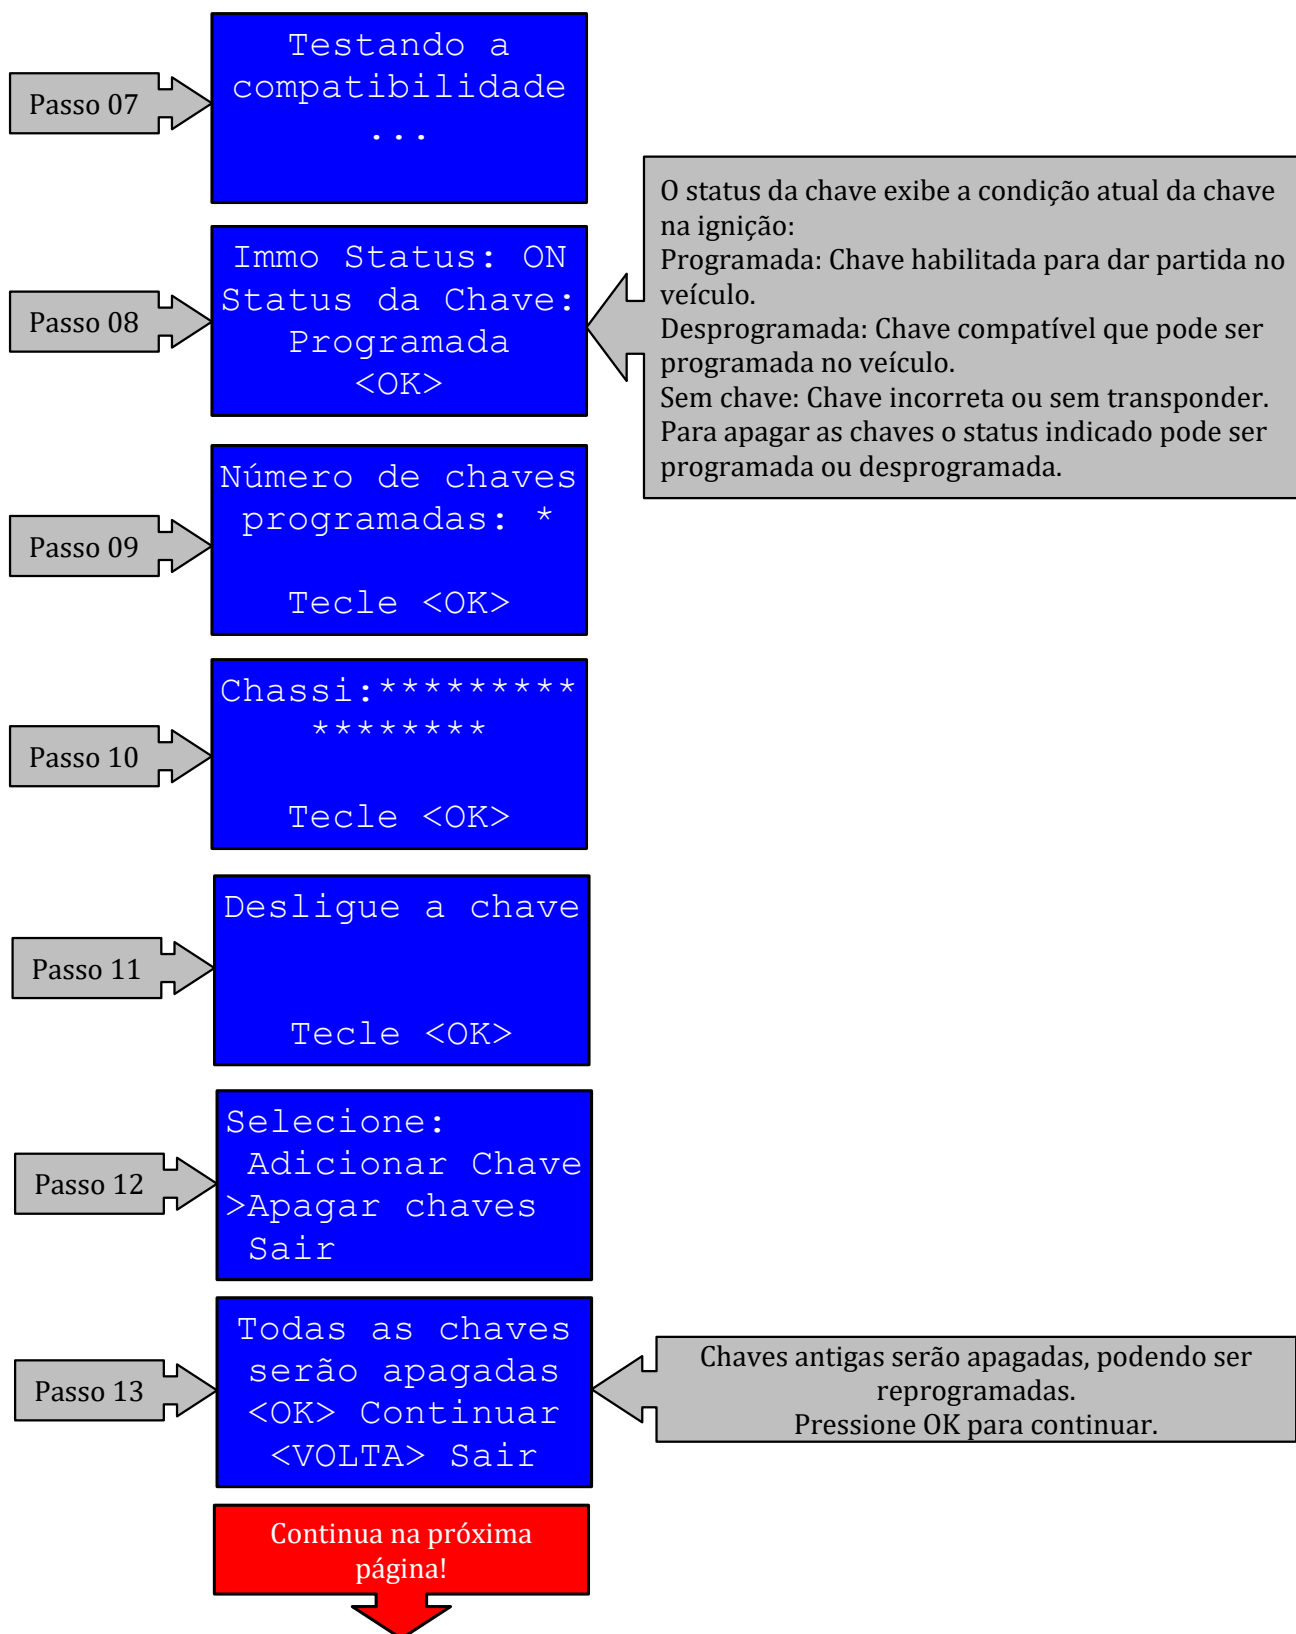 Passo 07
Testando a
compatibilidade
...
Passo 08
Immo Status: ON
Status da Chave:
Programada
<OK>
O status da chave exibe a condição atual da chave
na ignição:
Programada: Chave habilitada para dar partida no
veículo.
Desprogramada: Chave compatível que pode ser
programada no veículo.
Sem chave: Chave incorreta ou sem transponder.
Para apagar as chaves o status indicado pode ser
programada ou desprogramada.
Passo 09
Número de chaves
programadas: *
Tecle <OK>
Passo 10
Chassi:*********
********
Tecle <OK>
Passo 11
Desligue a chave
Tecle <OK>
Passo 12
Selecione:
Adicionar Chave
>Apagar chaves
Sair
Passo 13
Todas as chaves
serão apagadas
<OK> Continuar
<VOLTA> Sair
Chaves antigas serão apagadas, podendo ser
reprogramadas.
Pressione OK para continuar.
Continua na próxima
página!